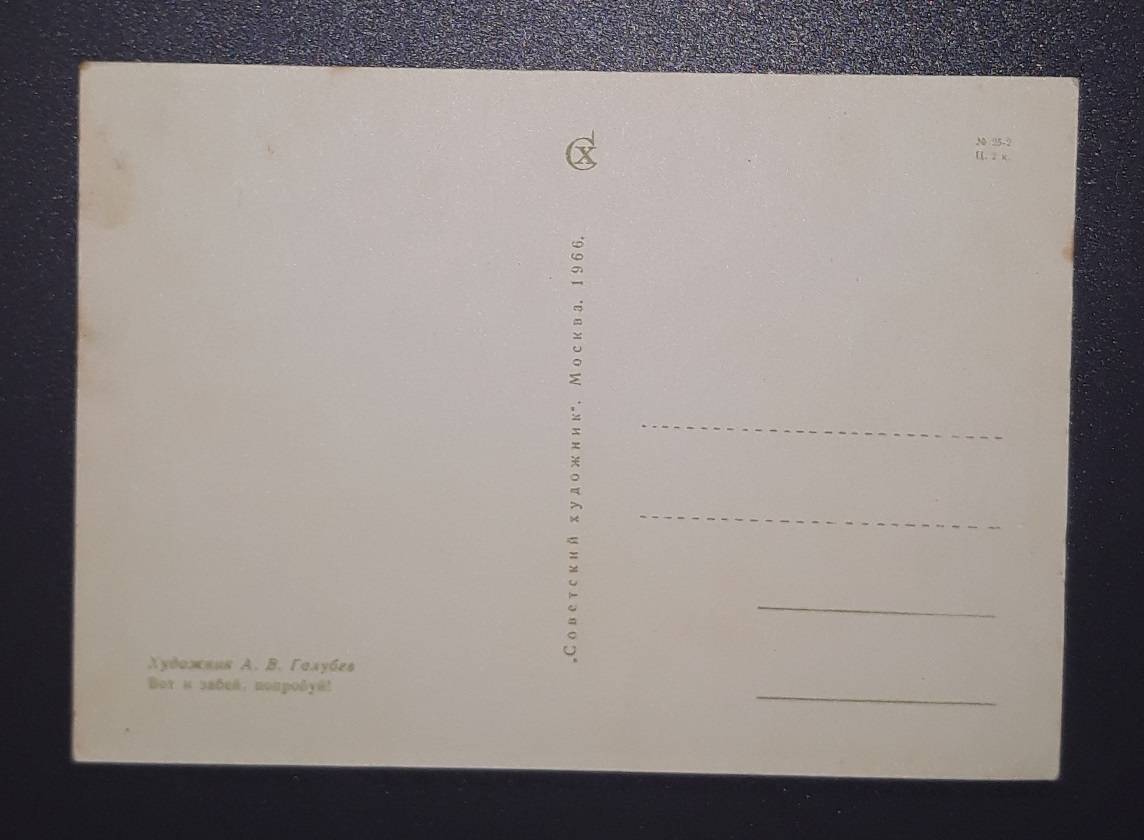 СХ
№ 25-2
Ц. 2 к.
„Советский художник". Москва. 1966.
Художник А. В. Голубев
Вот и забей, попробуй!